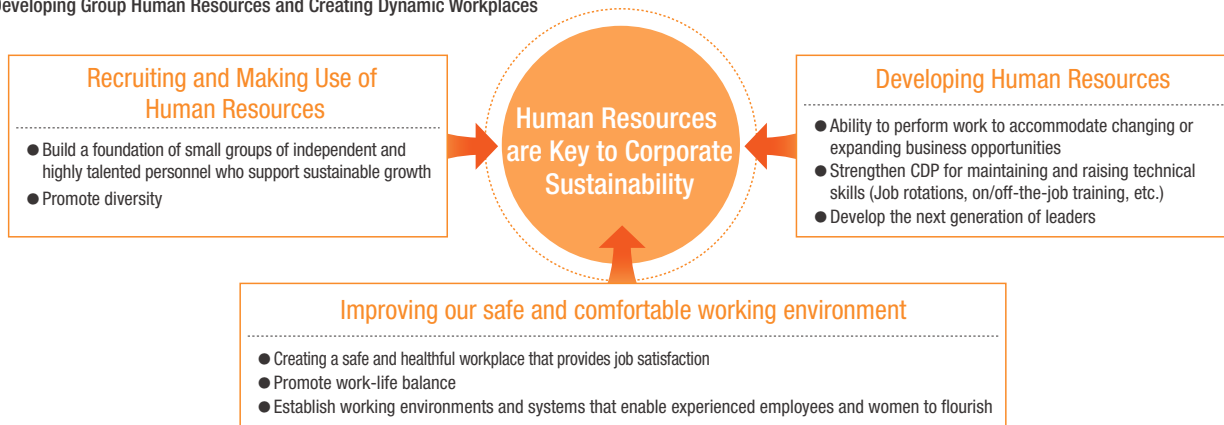 Developing Group Human Resources and Creating Dynamic Workplaces
Recruiting and Making Use of
Human Resources
● Build a foundation of small groups of independent and
highly talented personnel who support sustainable growth
● Promote diversity
Human Resources
are Key to Corporate
Sustainability
Developing Human Resources
● Ability to perform work to accommodate changing or
expanding business opportunities
● Strengthen CDP for maintaining and raising technical
skills (Job rotations, on/off-the-job training, etc.)
● Develop the next generation of leaders
Improving our safe and comfortable working environment
● Creating a safe and healthful workplace that provides job satisfaction
● Promote work-life balance
● Establish working environments and systems that enable experienced employees and women to flourish